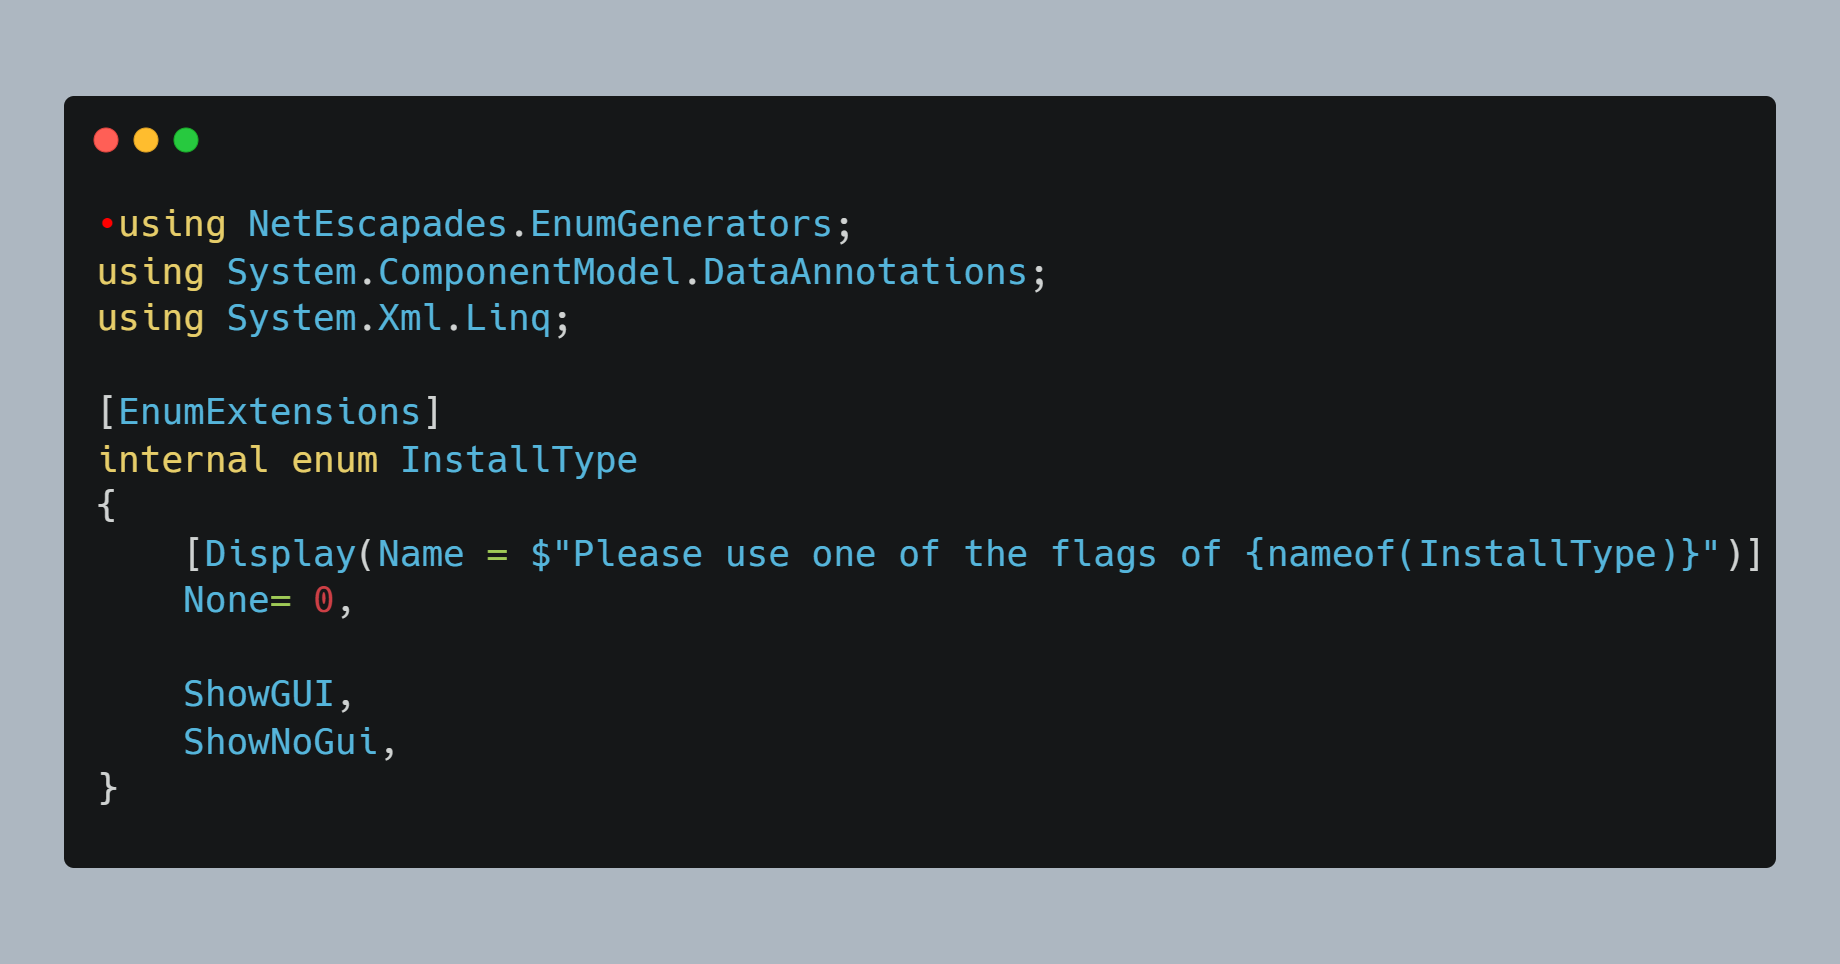 •using NetEscapades.EnumGenerators;
using System.ComponentModel.DataAnnotations;
using System.Xml.Linq;
[EnumExtensions]
internal enum InstallType
{
    [Display(Name = $"Please use one of the flags of {nameof(InstallType)}")]
    None= 0,
    ShowGUI,
    ShowNoGui,
}